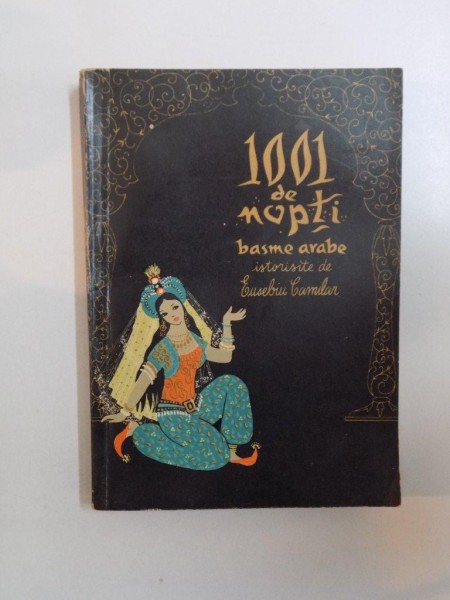 1001
de
nopți
basme arabe
istorisite de
Eusebiu Camilar